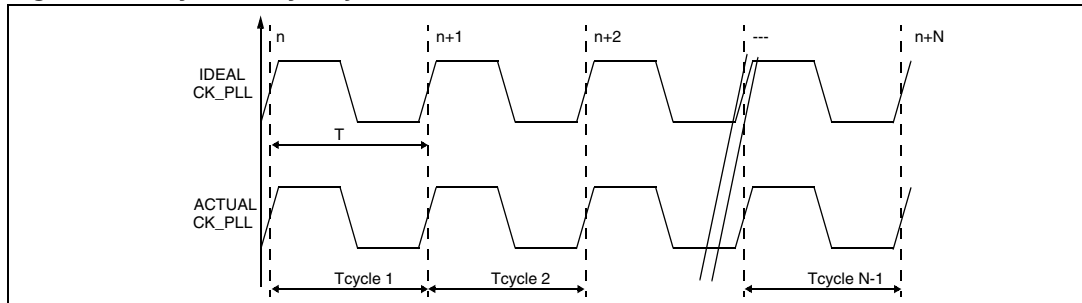 n n+1 n+2 --- n+N
IDEAL
CK_PLL
T
ACTUAL
CK_PLL
Tcycle 1 Tcycle 2 Tcycle N-1